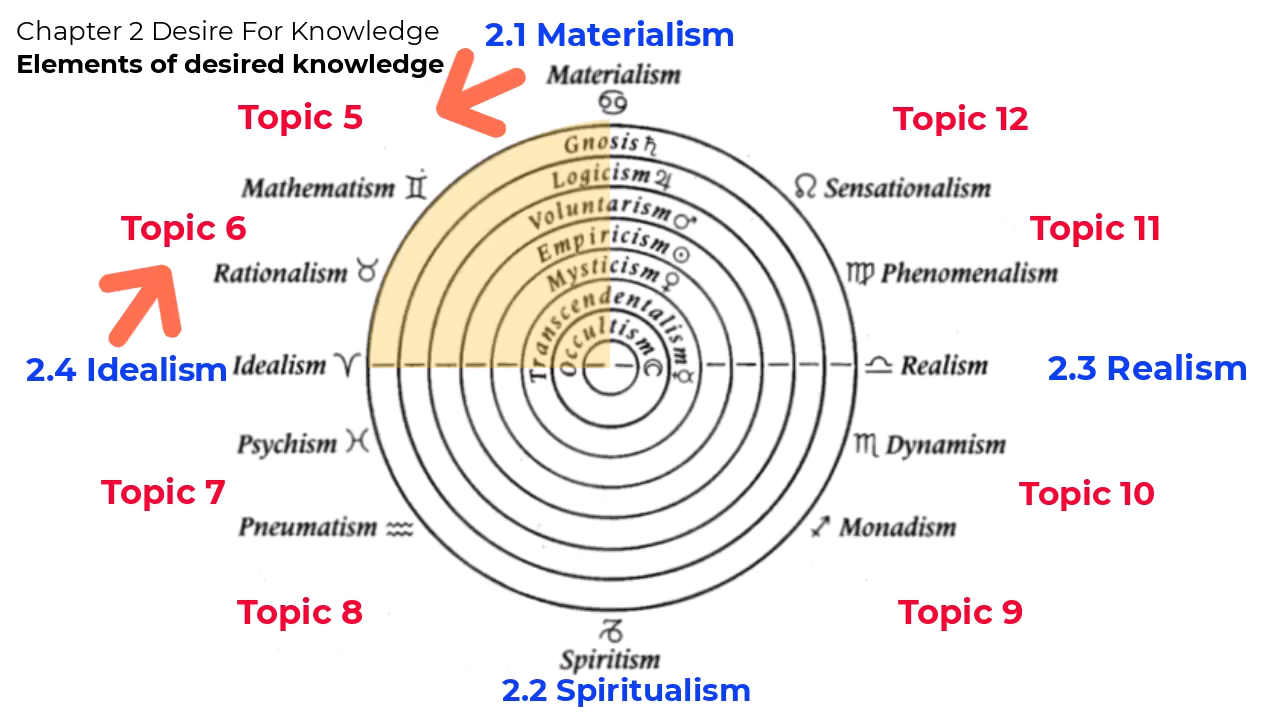 Chapter 2 Desire For Knowledge
Elements of desired knowledge
2.1 Materialism
Materialism
♋
Topic 5
Topic 12
Gnosis ♄
Logicism ♃
Voluntarism ♂
Empiricism ☉
Mysticism ♀
Transcendentalism ☿
Occultism ☾
Mathematism ♊
♌ Sensationalism
Topic 6
Topic 11
Rationalism ♉
♍ Phenomenalism
2.4 Idealism
Idealism ♈
♎ Realism
2.3 Realism
Psychism ♓
♏ Dynamism
Topic 7
Topic 10
Pneumatism ♒
♐ Monadism
Topic 8
Topic 9
♑
Spiritism
2.2 Spiritualism